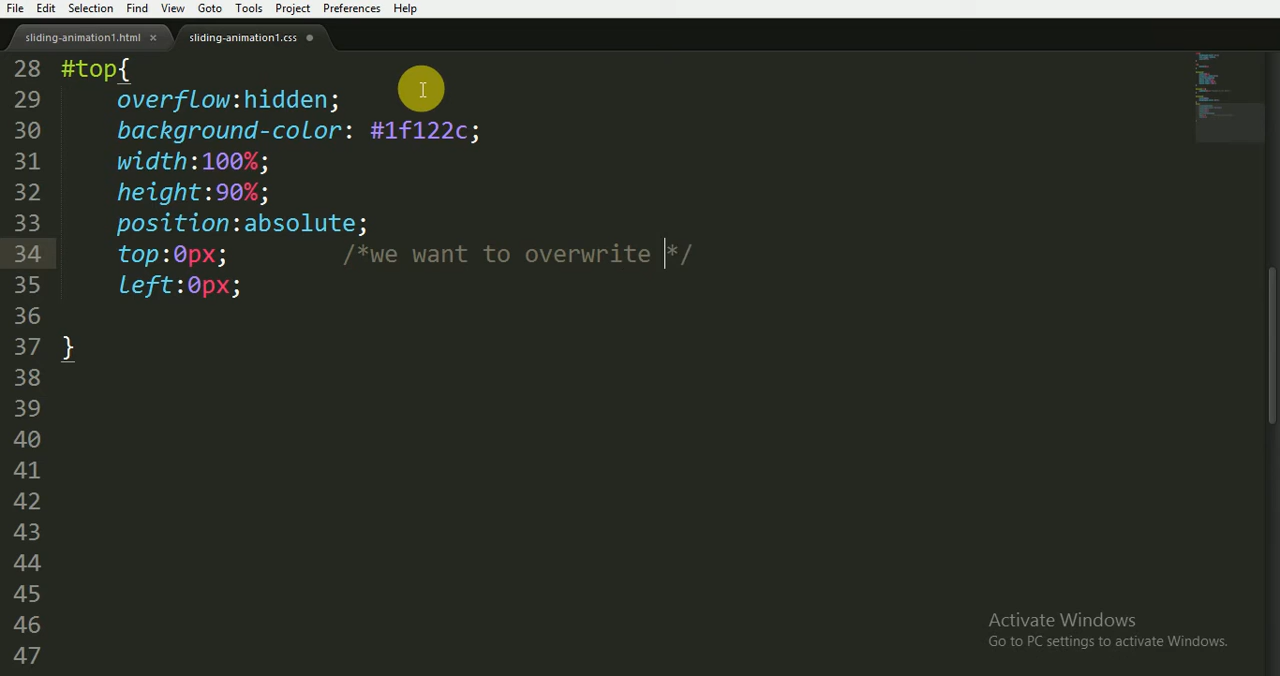 File Edit Selection Find View Goto Tools Project Preferences Help
sliding-animation1.html × sliding-animation1.css
28 #top{
29 overflow:hidden;
30 background-color: #1f122c;
31 width:100%;
32 height:90%;
33 position:absolute;
34 top:0px; /*we want to overwrite */
35 left:0px;
36
37 }
38
39
40
41
42
43
44
45
46
47
Activate Windows
Go to PC settings to activate Windows.